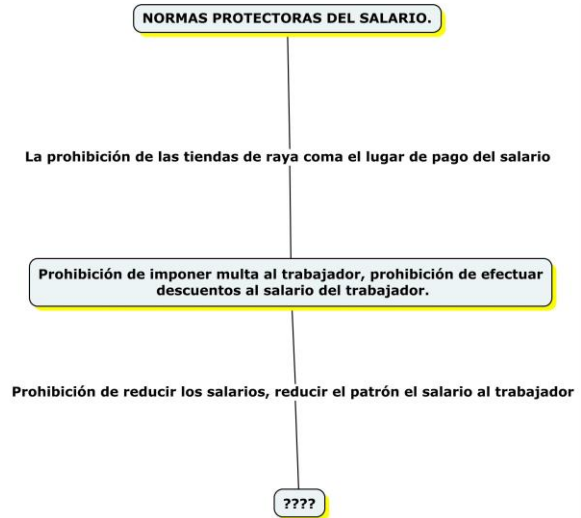 NORMAS PROTECTORAS DEL SALARIO.
La prohibición de las tiendas de raya coma el lugar de pago del salario
Prohibición de imponer multa al trabajador, prohibición de efectuar
descuentos al salario del trabajador.
Prohibición de reducir los salarios, reducir el patrón el salario al trabajador
????